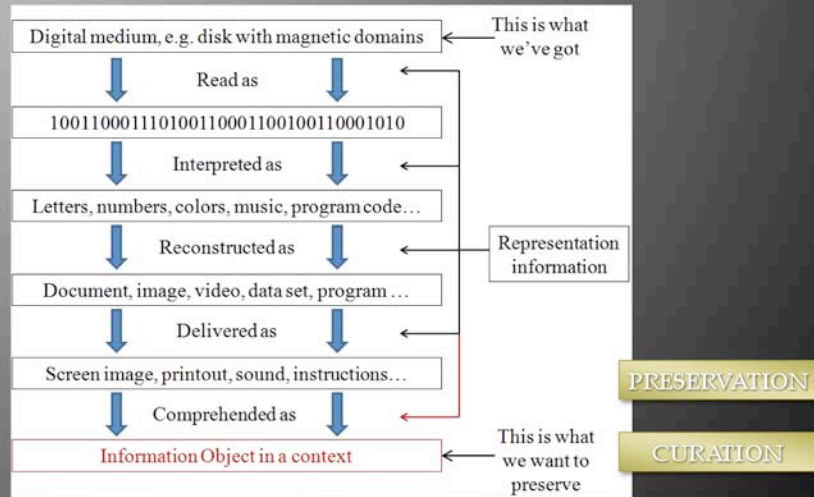 Digital medium, e.g. disk with magnetic domains
This is what
we've got
Read as
100110001110100110001100100110001010
Interpreted as
Letters, numbers, colors, music, program code…
Reconstructed as
Representation
information
Document, image, video, data set, program …
Delivered as
Screen image, printout, sound, instructions…
PRESERVATION
Comprehended as
This is what
we want to
preserve
Information Object in a context
CURATION